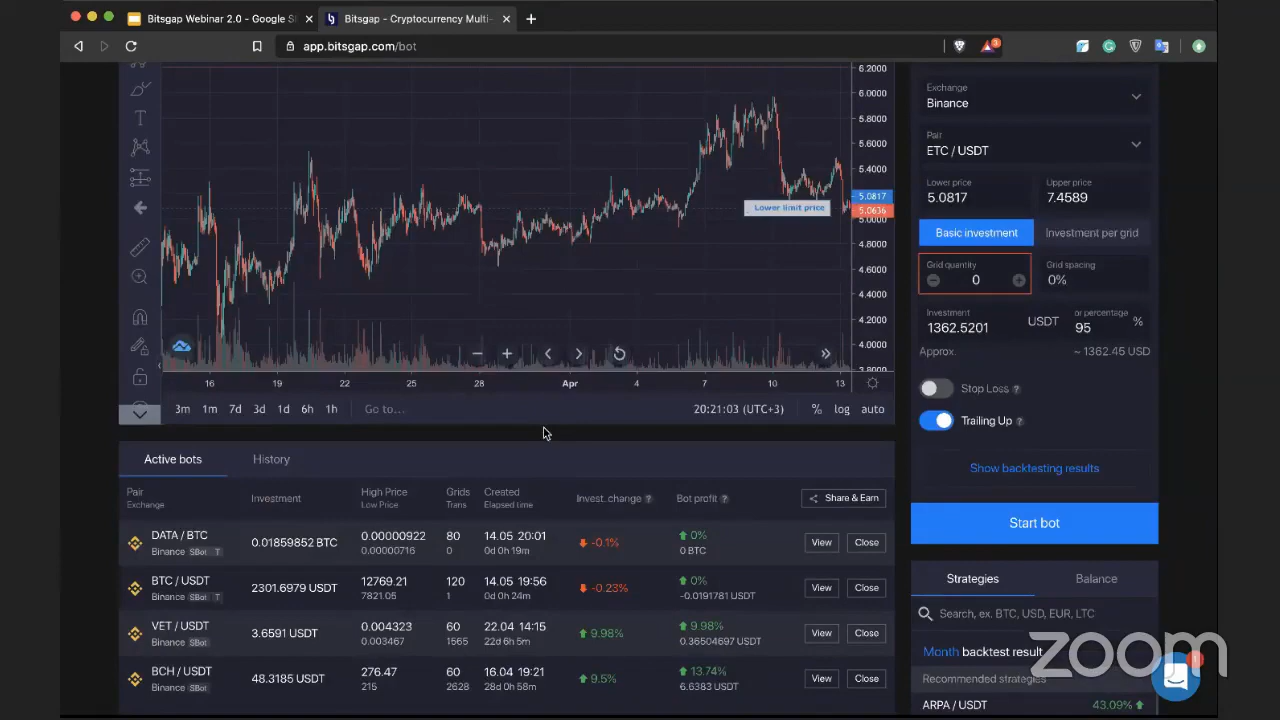 Bitsgap Webinar 2.0 - Google S
Bitsgap - Cryptocurrency Multi-
app.bitsgap.com/bot
3
6.2000
6.0000
5.8000
5.6000
5.4000
5.0817
Lower limit price
5.0636
5.0000
4.8000
4.6000
4.4000
4.2000
4.0000
3.8000
16 19 22 25 28 Apr 4 7 10 13
3m 1m 7d 3d 1d 6h 1h Go to... 20:21:03 (UTC+3) % log auto
Exchange
Binance
Pair
ETC / USDT
Lower price Upper price
5.0817 7.4589
Basic investment Investment per grid
Grid quantity Grid spacing
0 0%
Investment or percentage
1362.5201 USDT 95 %
Approx. ~ 1362.45 USD
Stop Loss ?
Trailing Up ?
Show backtesting results
Start bot
Active bots History
Pair Exchange Investment High Price Low Price Grids Trans Created Elapsed time Invest. change ? Bot profit ? Share & Earn
DATA / BTC 0.01859852 BTC 0.00000922 80 14.05 20:01 -0.1% 0% View Close
Binance SBot T 0.00000716 0 0d 0h 19m 0 BTC
BTC / USDT 2301.6979 USDT 12769.21 120 14.05 19:56 -0.23% 0% View Close
Binance SBot T 7821.05 1 0d 0h 24m -0.0191781 USDT
VET / USDT 3.6591 USDT 0.004323 60 22.04 14:15 9.98% 9.98% View Close
Binance SBot 0.003467 1565 22d 6h 5m 0.36504697 USDT
BCH / USDT 48.3185 USDT 276.47 60 16.04 19:21 9.5% 13.74% View Close
Binance SBot 215 2628 28d 0h 58m 6.6383 USDT
Strategies Balance
Search, ex. BTC, USD, EUR, LTC
Month backtest result
Recommended strategies
ARPA / USDT 43.09%
zoom
1